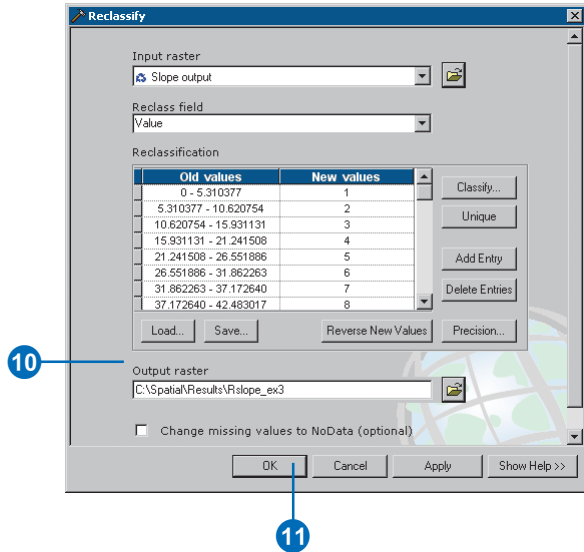 Reclassify
Input raster
Slope output
Reclass field
Value
Reclassification
Old values New values
0 - 5.310377 1
5.310377 - 10.620754 2
10.620754 - 15.931131 3
15.931131 - 21.241508 4
21.241508 - 26.551886 5
26.551886 - 31.862263 6
31.862263 - 37.172640 7
37.172640 - 42.483017 8
Classify...
Unique
Add Entry
Delete Entries
Load... Save... Reverse New Values Precision...
10
Output raster
C:\Spatial\Results\Rslope_ex3
Change missing values to NoData (optional)
OK Cancel Apply Show Help >>
11